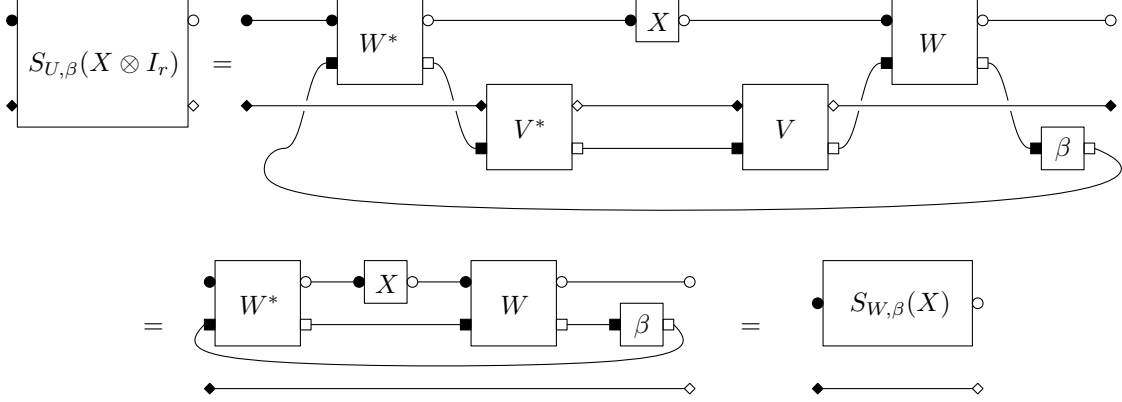 S_{U,β}(X ⊗ I_r) = W* X W
V* V β
= W* X W β = S_{W,β}(X)